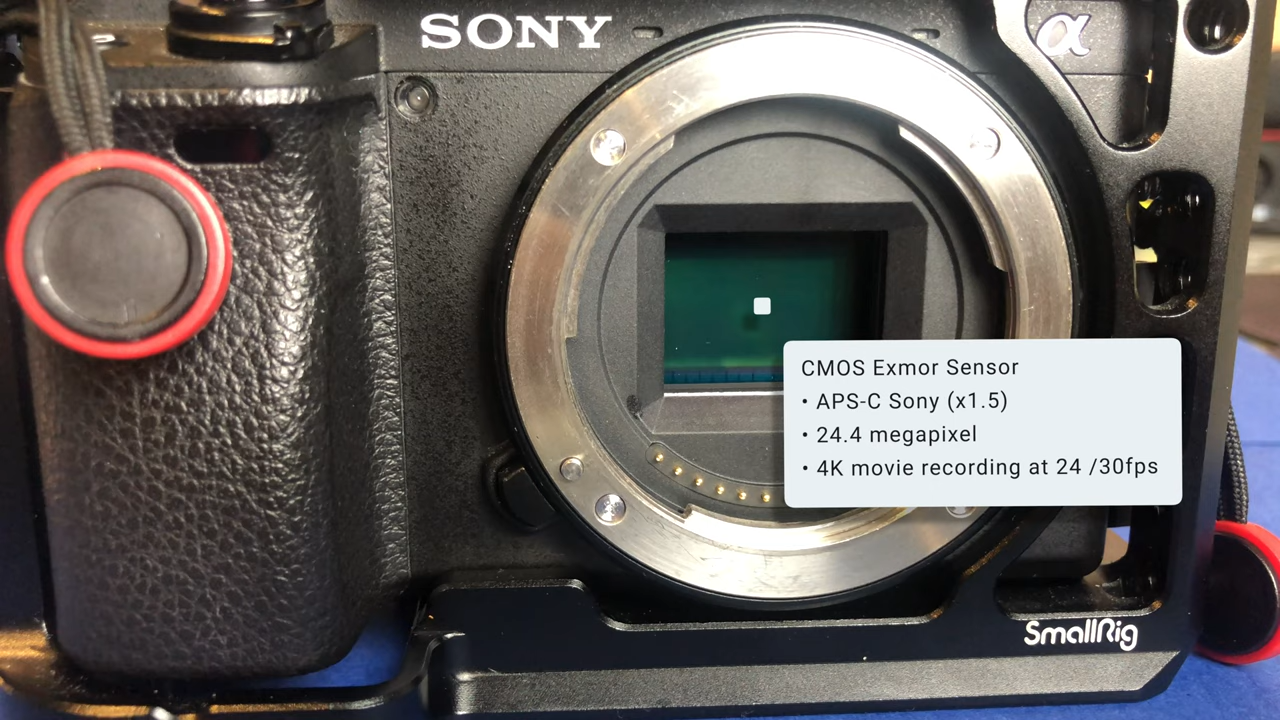 SONY
α
CMOS Exmor Sensor
• APS-C Sony (x1.5)
• 24.4 megapixel
• 4K movie recording at 24 /30fps
SmallRig